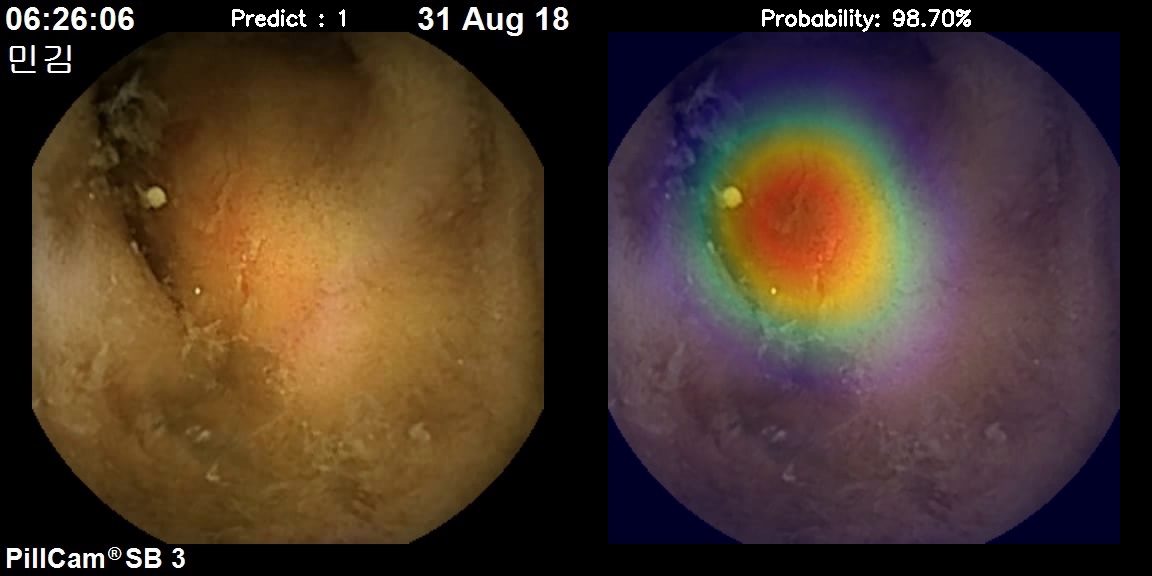 06:26:06 Predict : 1 31 Aug 18 Probability: 98.70%
민김
PillCam® SB 3